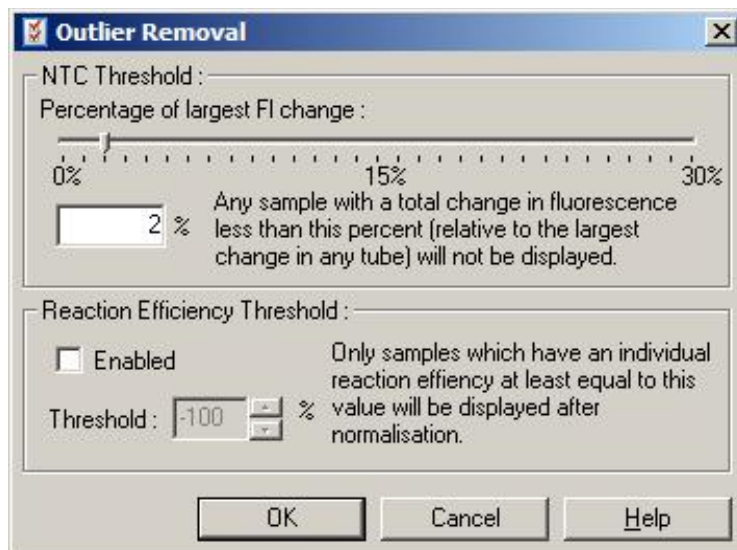 Outlier Removal
NTC Threshold :
Percentage of largest Fl change :
0% 15% 30%
2 %
Any sample with a total change in fluorescence
less than this percent (relative to the largest
change in any tube) will not be displayed.
Reaction Efficiency Threshold :
Enabled
Threshold : -100 %
Only samples which have an individual
reaction effiency at least equal to this
value will be displayed after
normalisation.
OK Cancel Help